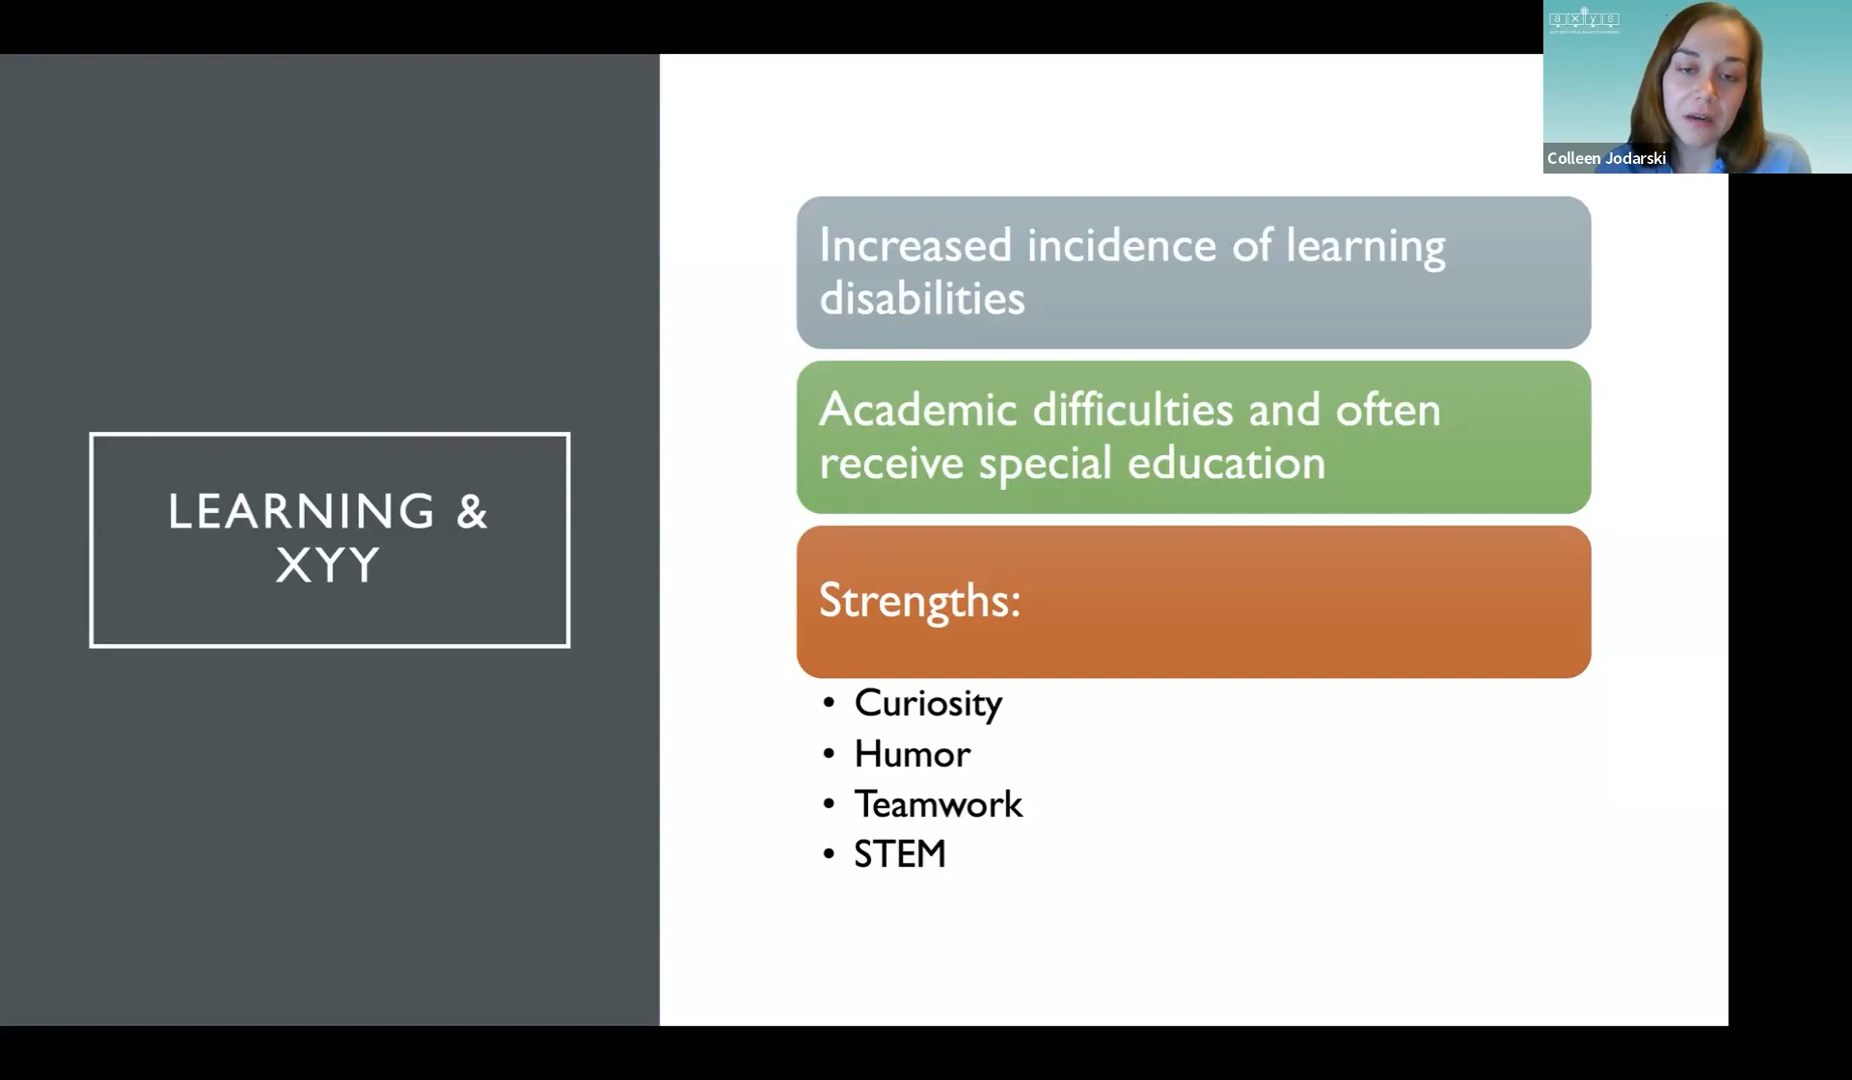 axys
Colleen Jodarski
LEARNING &
XYY
Increased incidence of learning
disabilities
Academic difficulties and often
receive special education
Strengths:
• Curiosity
• Humor
• Teamwork
• STEM